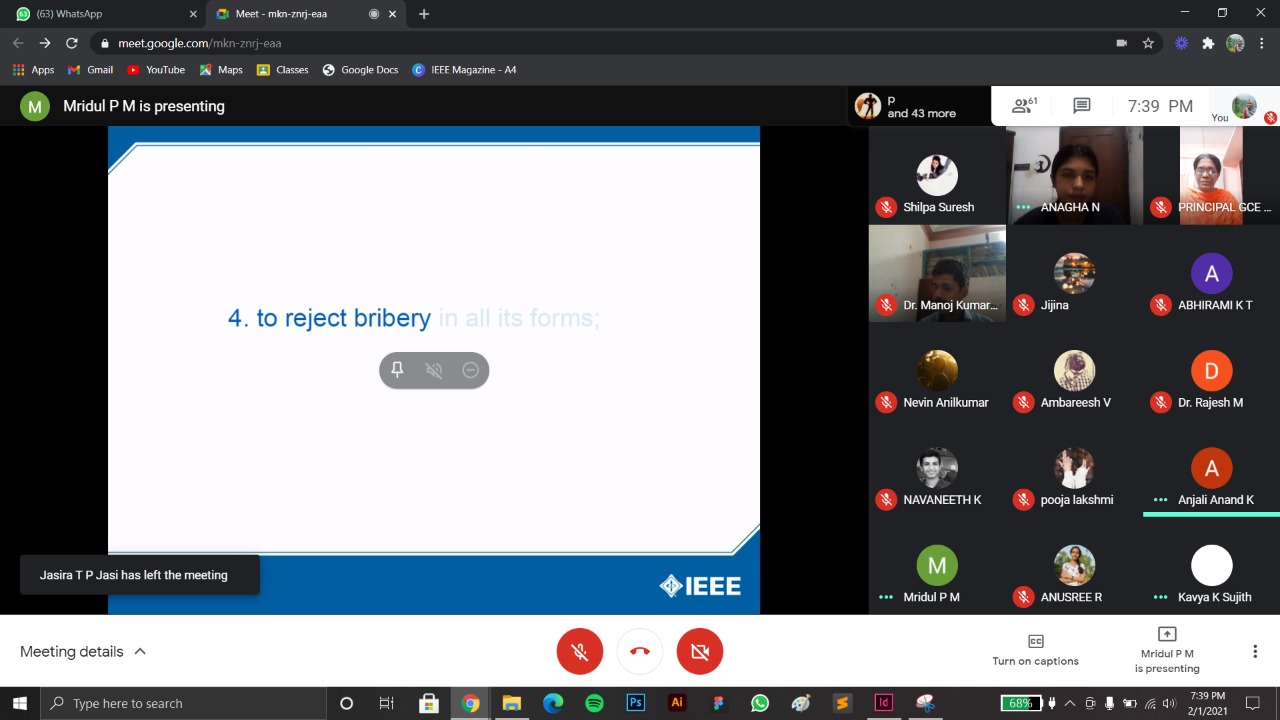 (63) WhatsApp
Meet - mkn-znrj-eaa
meet.google.com/mkn-znrj-eaa
Apps
Gmail
YouTube
Maps
Classes
Google Docs
IEEE Magazine - A4
M
Mridul P M is presenting
P
and 43 more
61
7:39 PM
You
4. to reject bribery in all its forms;
IEEE
Jasira T P Jasi has left the meeting
Shilpa Suresh
ANAGHA N
PRINCIPAL GCE ...
Dr. Manoj Kumar...
Jijina
A
ABHIRAMI K T
Nevin Anilkumar
Ambareesh V
D
Dr. Rajesh M
NAVANEETH K
pooja lakshmi
A
Anjali Anand K
M
Mridul P M
ANUSREE R
Kavya K Sujith
Meeting details
CC
Turn on captions
Mridul P M
is presenting
Type here to search
Ps
Ai
Id
68%
7:39 PM
2/1/2021